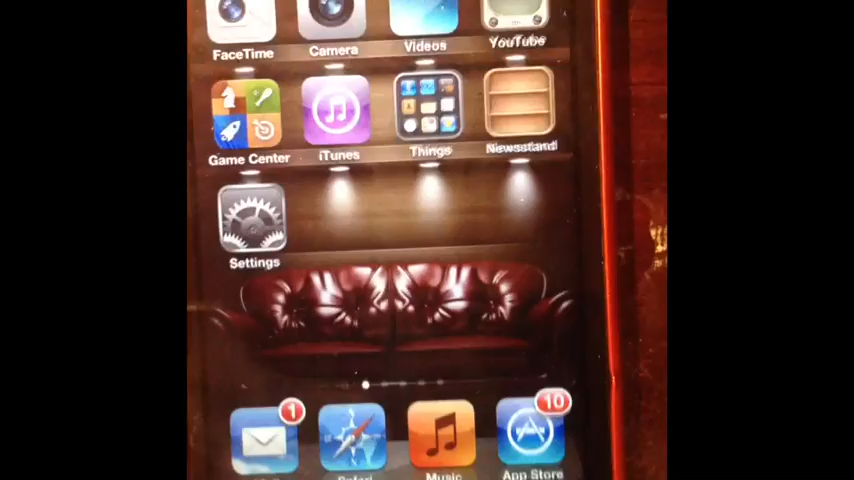 FaceTime Camera Videos YouTube
Game Center iTunes Things Newsstand
Settings
1 10
Music App Store